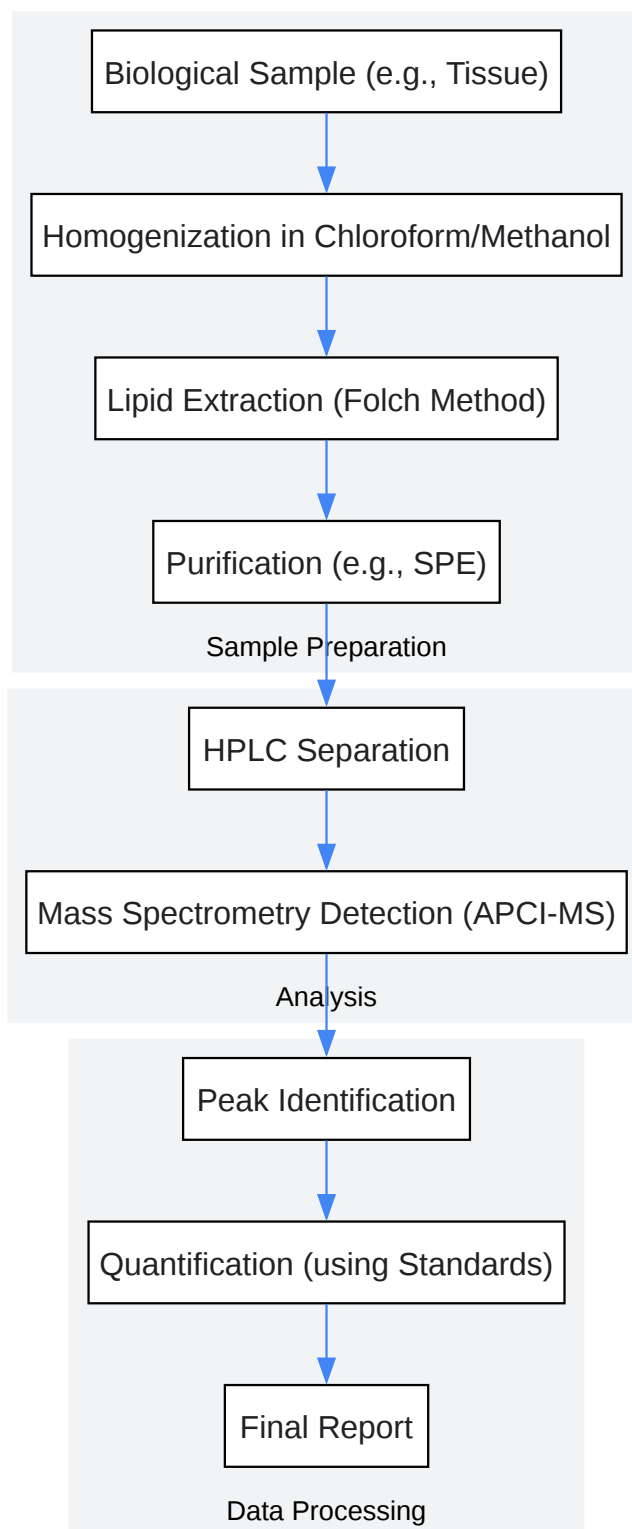 Biological Sample (e.g., Tissue)
Homogenization in Chloroform/Methanol
Lipid Extraction (Folch Method)
Purification (e.g., SPE)
Sample Preparation
HPLC Separation
Mass Spectrometry Detection (APCI-MS)
Analysis
Peak Identification
Quantification (using Standards)
Final Report
Data Processing